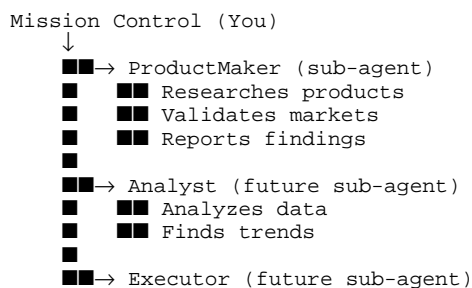 Mission Control (You)
↓
■■→ ProductMaker (sub-agent)
■ ■■ Researches products
■ ■■ Validates markets
■ ■■ Reports findings
■
■■→ Analyst (future sub-agent)
■ ■■ Analyzes data
■ ■■ Finds trends
■
■■→ Executor (future sub-agent)